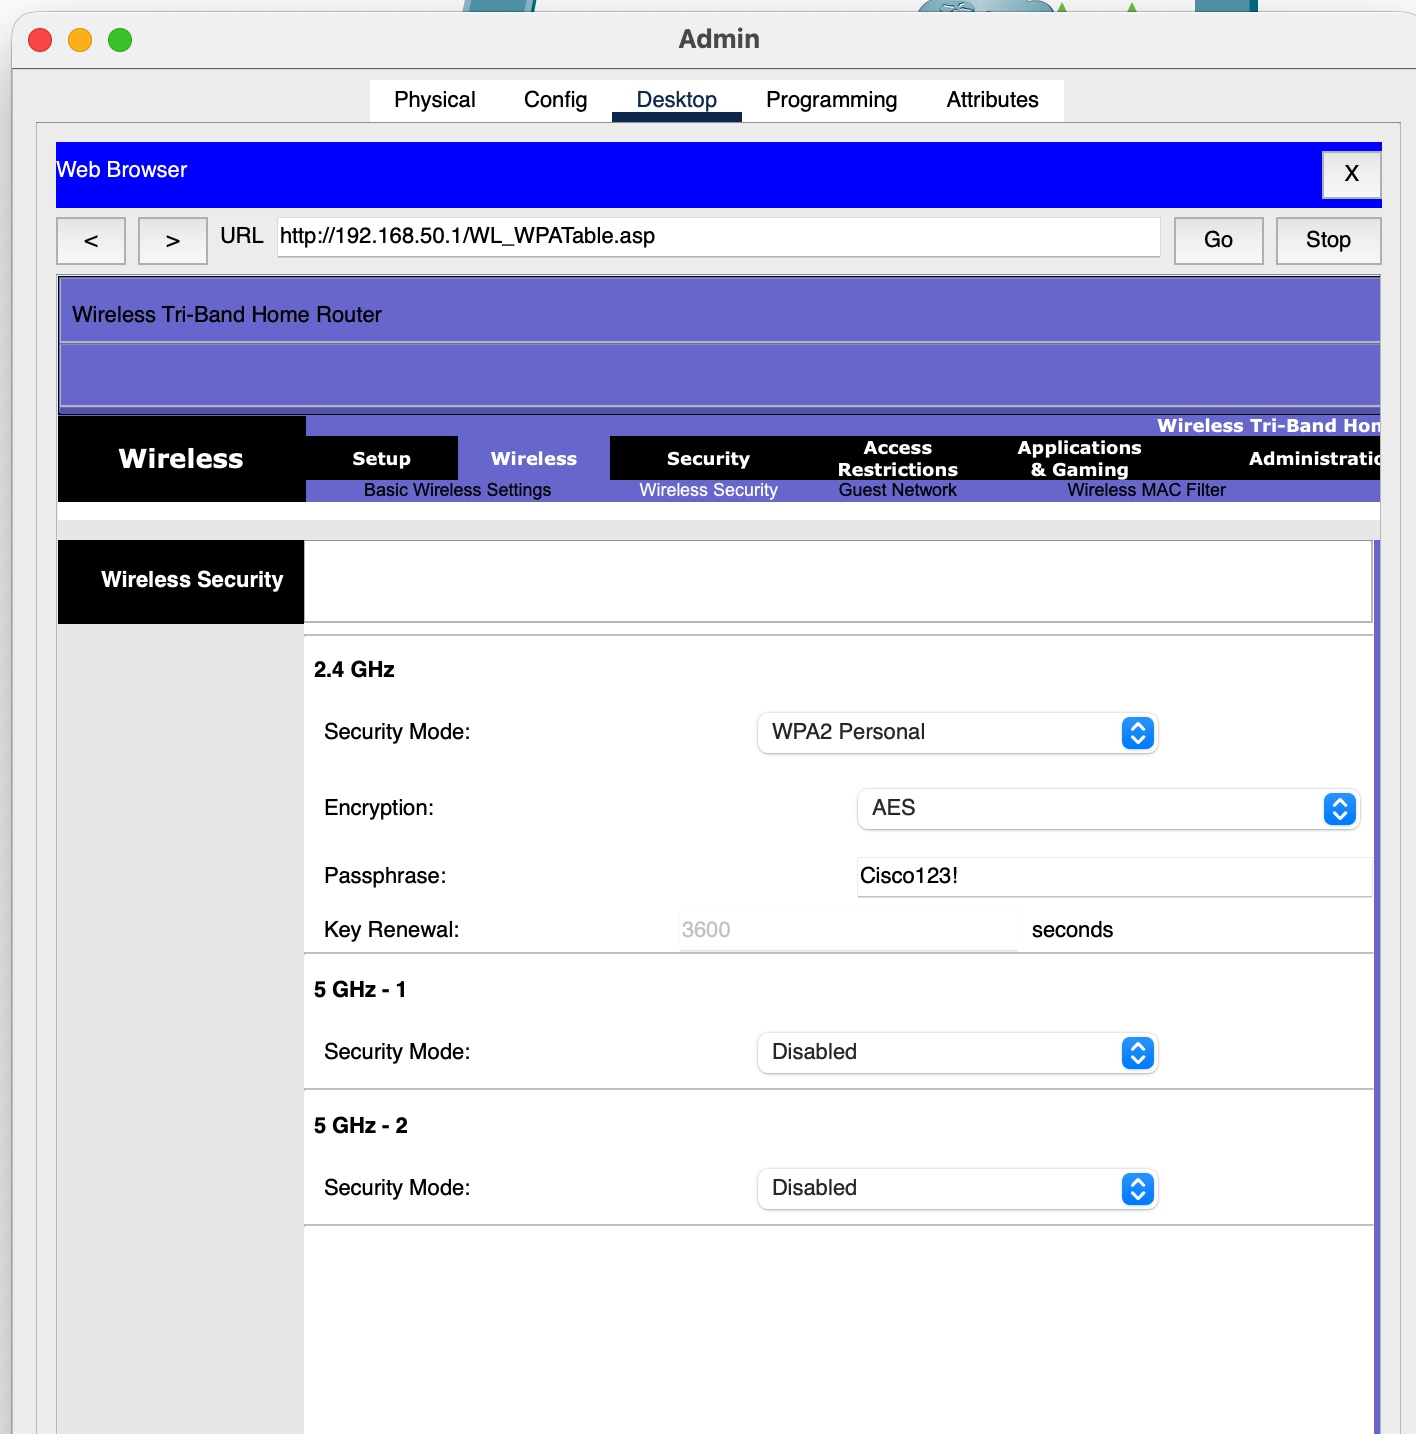 Admin
Physical Config Desktop Programming Attributes
Web Browser
X
< > URL http://192.168.50.1/WL_WPATable.asp Go Stop
Wireless Tri-Band Home Router
Wireless Tri-Band Hom
Wireless Setup Wireless Security Access Restrictions Applications & Gaming Administratio
Basic Wireless Settings Wireless Security Guest Network Wireless MAC Filter
Wireless Security
2.4 GHz
Security Mode: WPA2 Personal
Encryption: AES
Passphrase: Cisco123!
Key Renewal: 3600 seconds
5 GHz - 1
Security Mode: Disabled
5 GHz - 2
Security Mode: Disabled